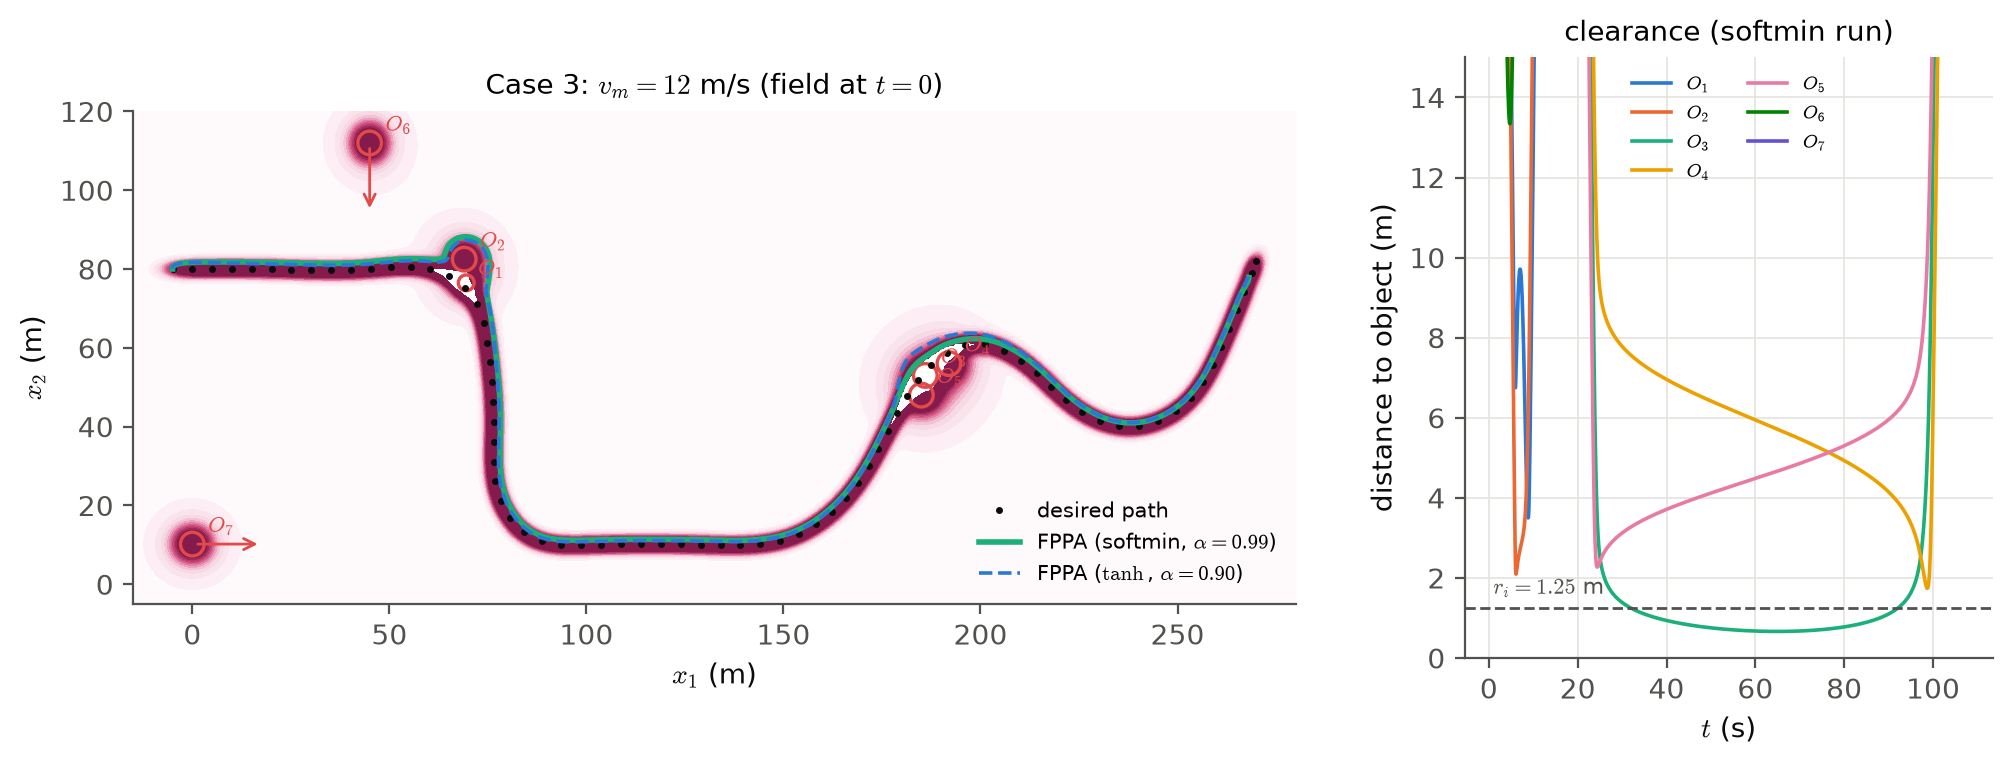 Case 3: v_m = 12 m/s (field at t = 0)
120
100
80
60
40
20
0
x_2 (m)
O_6
O_2
O_1
O_7
desired path
FPPA (softmin, α = 0.99)
FPPA (tanh, α = 0.90)
0
50
100
150
200
250
x_1 (m)
clearance (softmin run)
14
12
10
8
6
4
2
0
distance to object (m)
O_1
O_2
O_3
O_4
O_5
O_6
O_7
r_i = 1.25 m
0
20
40
60
80
100
t (s)